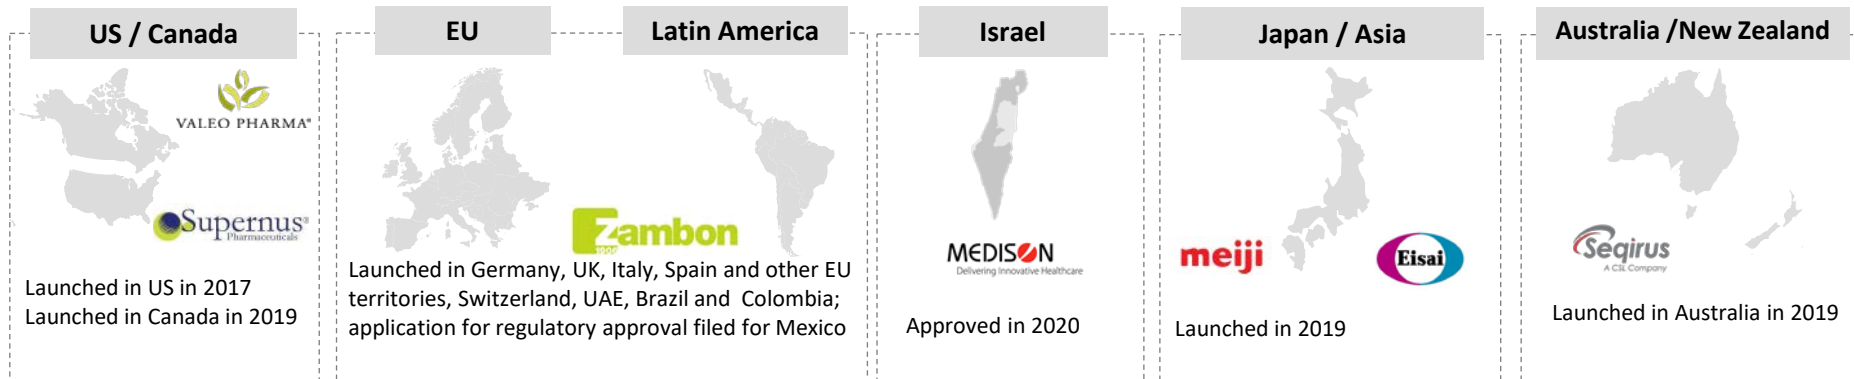 US / Canada
VALEO PHARMA®
Supernus®
Pharmaceuticals
Launched in US in 2017
Launched in Canada in 2019
EU
Latin America
Zambon
1906
Launched in Germany, UK, Italy, Spain and other EU
territories, Switzerland, UAE, Brazil and Colombia;
application for regulatory approval filed for Mexico
Israel
MEDISON
Delivering Innovative Healthcare
Approved in 2020
Japan / Asia
meiji
Eisai
Launched in 2019
Australia /New Zealand
Seqirus
A CSL Company
Launched in Australia in 2019